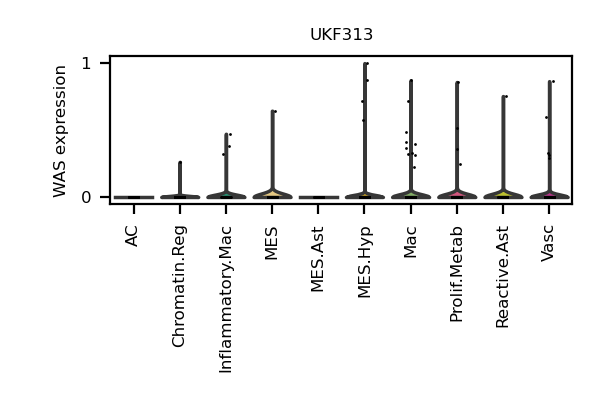 UKF313
WAS expression
1
0
AC
Chromatin.Reg
Inflammatory.Mac
MES
MES.Ast
MES.Hyp
Mac
Prolif.Metab
Reactive.Ast
Vasc